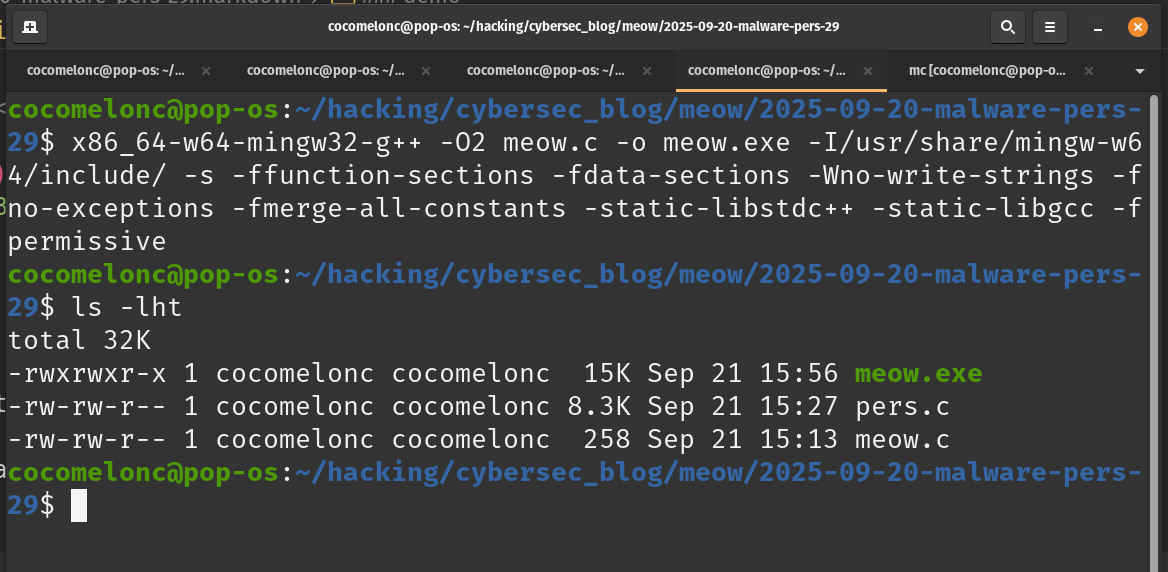 cocomelonc@pop-os: ~/hacking/cybersec_blog/meow/2025-09-20-malware-pers-29
cocomelonc@pop-os: ~/... × cocomelonc@pop-os: ~/... × cocomelonc@pop-os: ~/... × cocomelonc@pop-os: ~/... × mc [cocomelonc@pop-o... ×
cocomelonc@pop-os:~/hacking/cybersec_blog/meow/2025-09-20-malware-pers-
29$ x86_64-w64-mingw32-g++ -O2 meow.c -o meow.exe -I/usr/share/mingw-w6
4/include/ -s -ffunction-sections -fdata-sections -Wno-write-strings -f
no-exceptions -fmerge-all-constants -static-libstdc++ -static-libgcc -f
permissive
cocomelonc@pop-os:~/hacking/cybersec_blog/meow/2025-09-20-malware-pers-
29$ ls -lht
total 32K
-rwxrwxr-x 1 cocomelonc cocomelonc  15K Sep 21 15:56 meow.exe
-rw-rw-r-- 1 cocomelonc cocomelonc 8.3K Sep 21 15:27 pers.c
-rw-rw-r-- 1 cocomelonc cocomelonc  258 Sep 21 15:13 meow.c
cocomelonc@pop-os:~/hacking/cybersec_blog/meow/2025-09-20-malware-pers-
29$